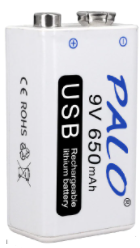 PALO
9V 650mAh
USB
Rechargeable
lithium battery
CE ROHS